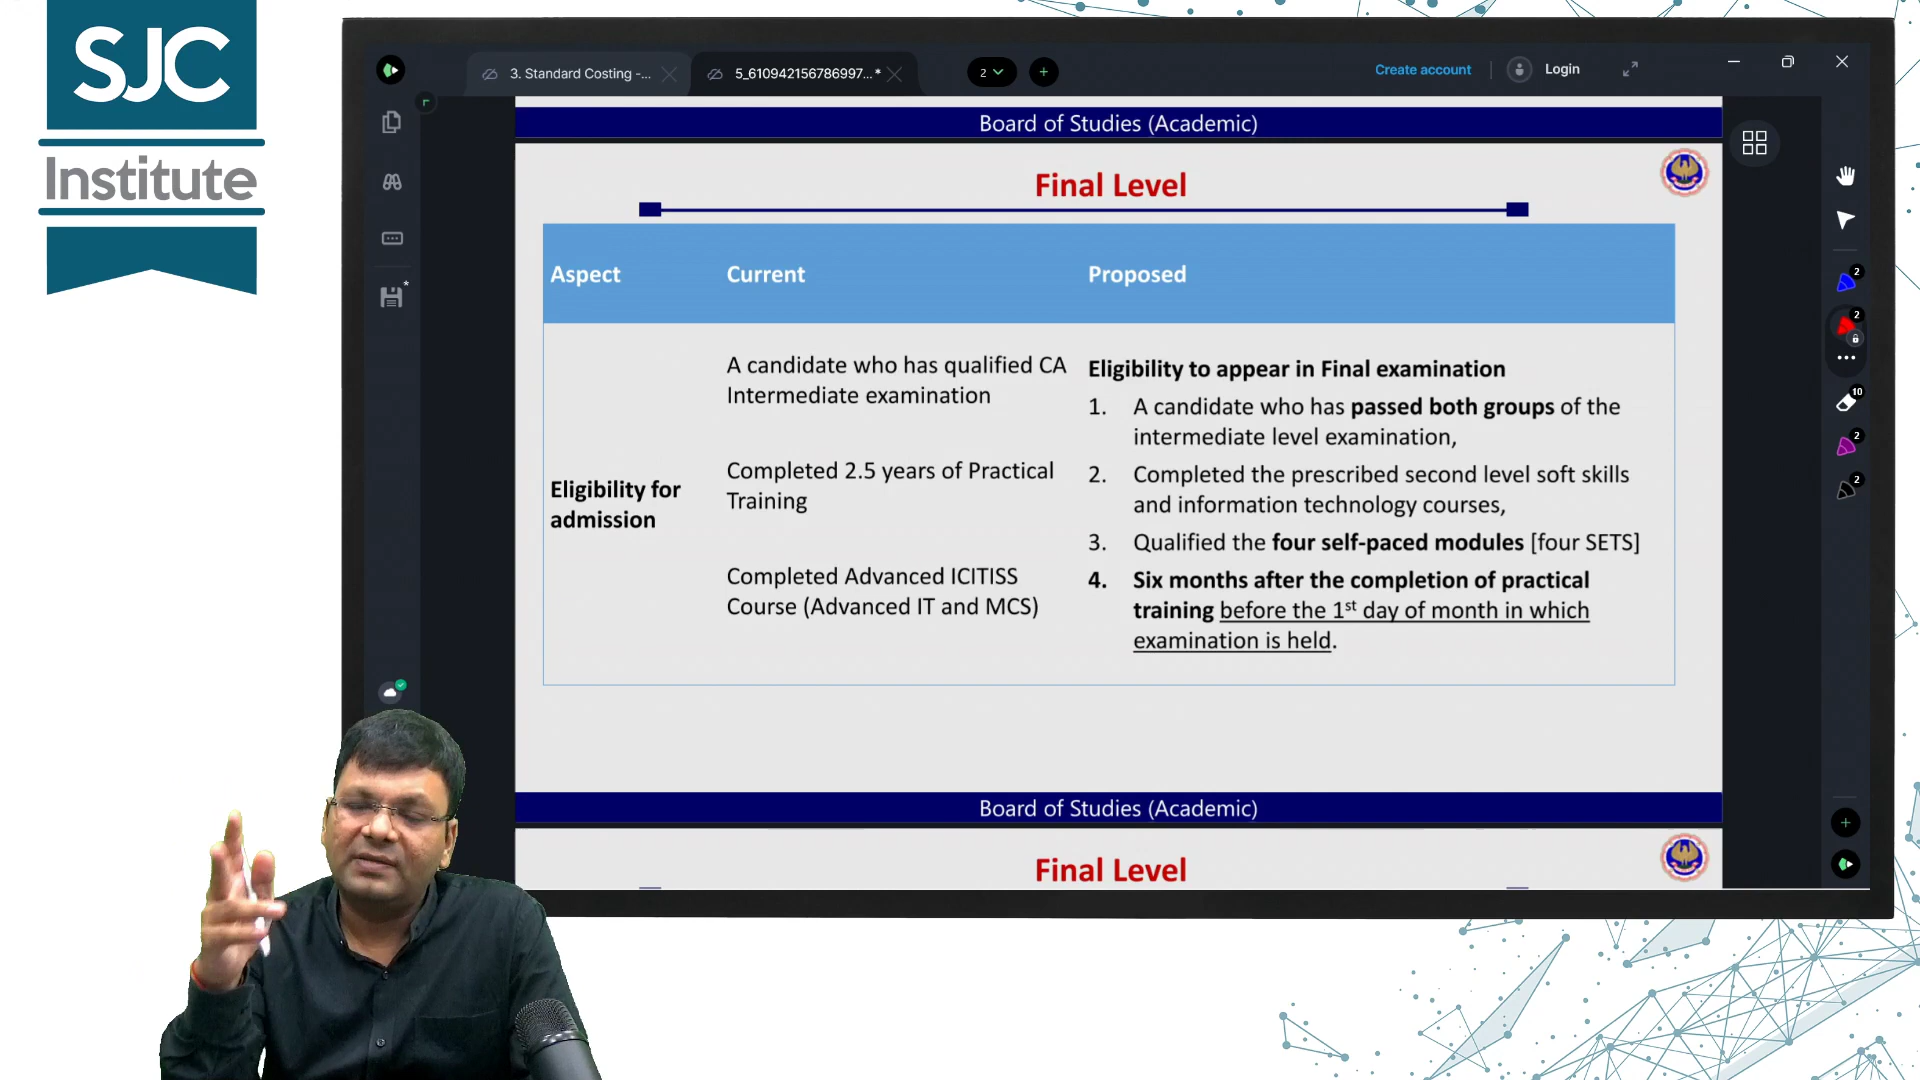 SJC
Institute
3. Standard Costing -...
5_610942156786997... *
2
Create account
Login
Board of Studies (Academic)
Final Level
Aspect
Current
Proposed
Eligibility for
admission
A candidate who has qualified CA
Intermediate examination
Completed 2.5 years of Practical
Training
Completed Advanced ICITISS
Course (Advanced IT and MCS)
Eligibility to appear in Final examination
1. A candidate who has passed both groups of the
intermediate level examination,
2. Completed the prescribed second level soft skills
and information technology courses,
3. Qualified the four self-paced modules [four SETS]
4. Six months after the completion of practical
training before the 1st day of month in which
examination is held.
Board of Studies (Academic)
Final Level
2
2
10
2
2